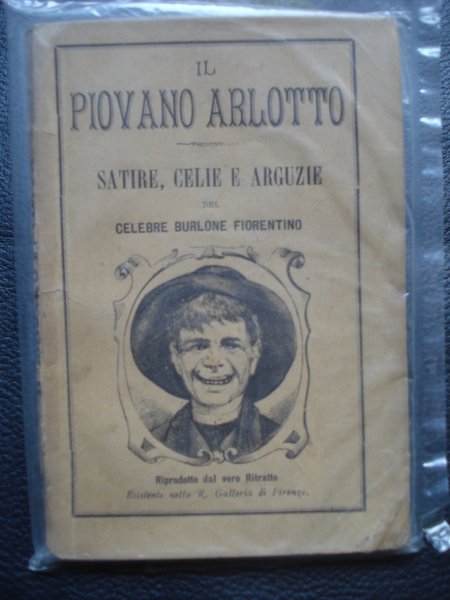 IL
PIOVANO ARLOTTO
SATIRE, CELIE E ARGUZIE
DEL
CELEBRE BURLONE FIORENTINO
Riprodotto dal vero Ritratto
Esistente nella R. Galleria di Firenze.